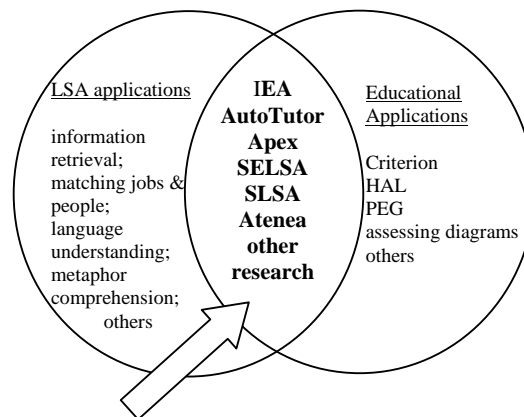 LSA applications
information
retrieval;
matching jobs &
people;
language
understanding;
metaphor
comprehension;
others
IEA
AutoTutor
Apex
SELSA
SLSA
Atenea
other
research
Educational
Applications
Criterion
HAL
PEG
assessing diagrams
others